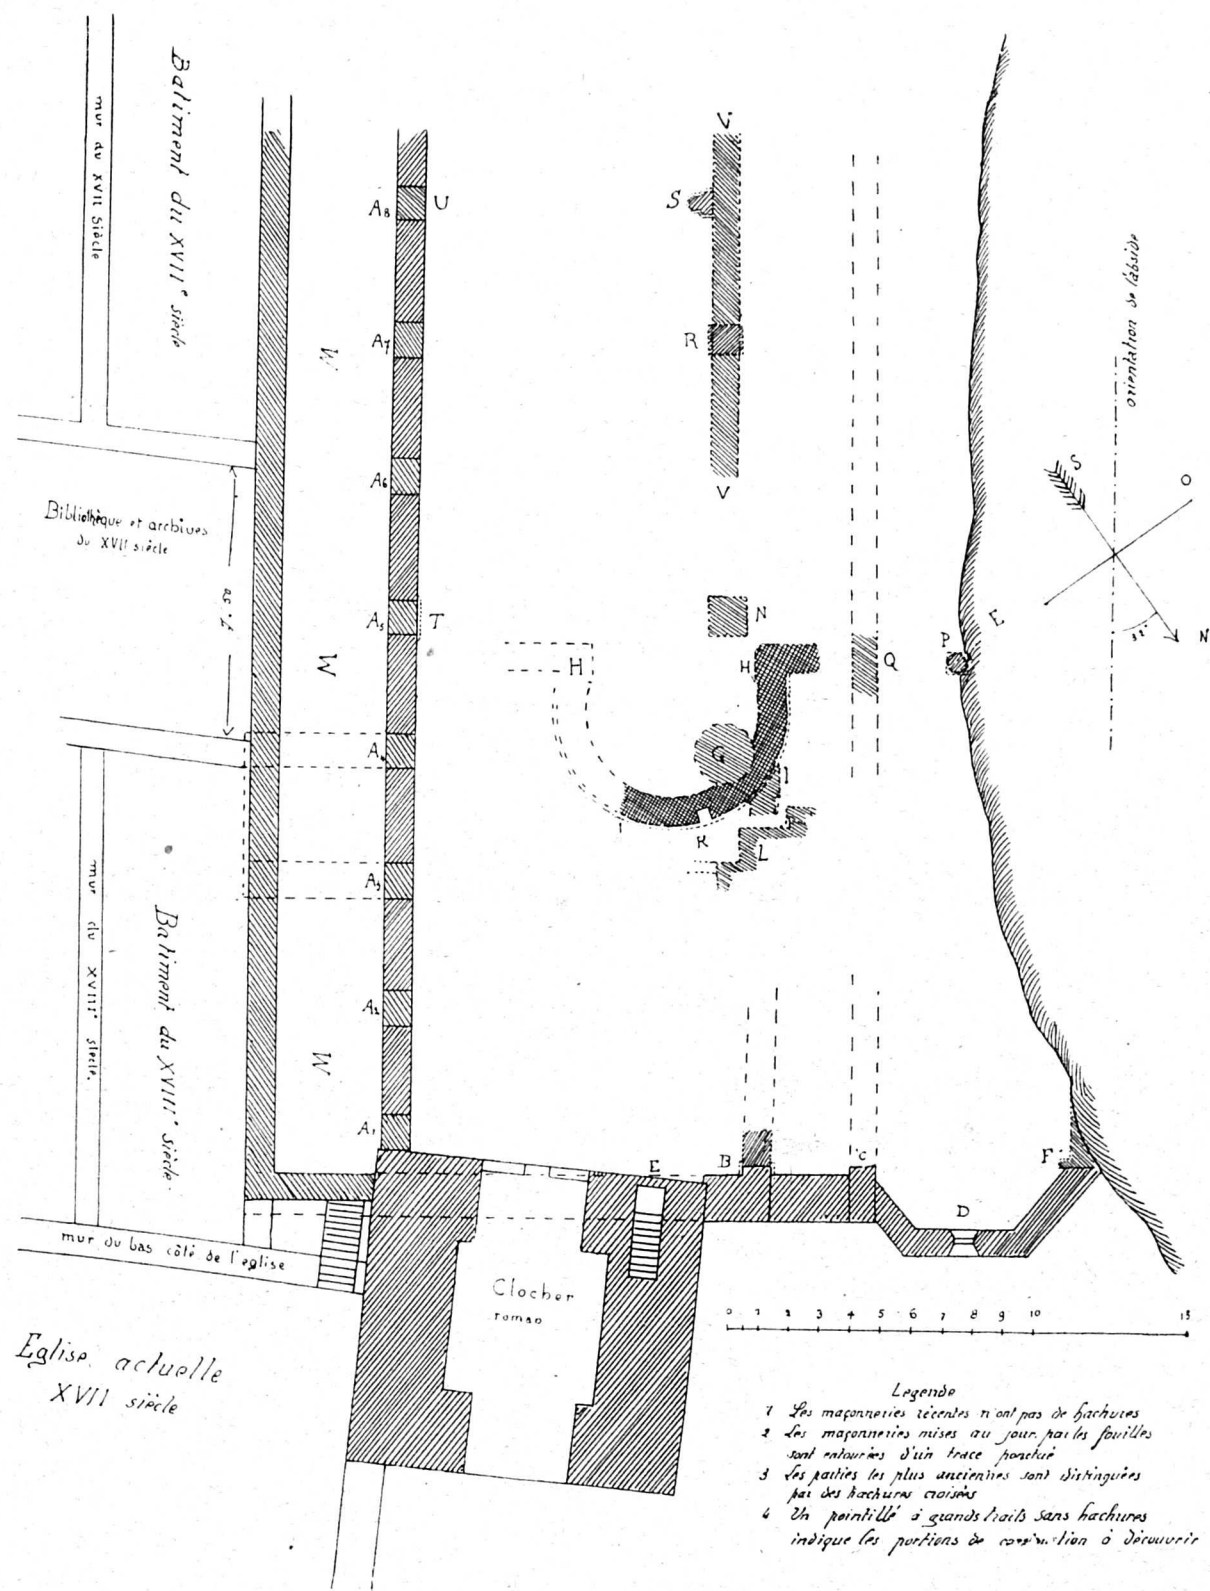 Batiment du XVII° siècle
mur du XVII Siècle
A8
U
V
S
A7
R
W
orientation de l'abside
A6
V
S
O
Bibliothèque et archives
du XVII siècle
N
A5
T
N
E
32°
W
H
H
Q
P
A4
G
I
K
L
A3
mur du XVIII° siecle.
Batiment du XVIII° siècle.
A2
W
A1
E
B
C
F
D
mur du bas côté de l'eglise
Clocher
roman
0 1 2 3 4 5 6 7 8 9 10 15
Eglise actuelle
XVII siècle
Legende
1 Les maçonneries récentes n'ont pas de hachures
2 Les maçonneries mises au jour par les fouilles
sont entourées d'un trace ponctué
3 Les parties les plus anciennes sont distinguées
par des hachures croisées
4 Un pointillé à grands traits sans hachures
indique les portions de construction à découvrir